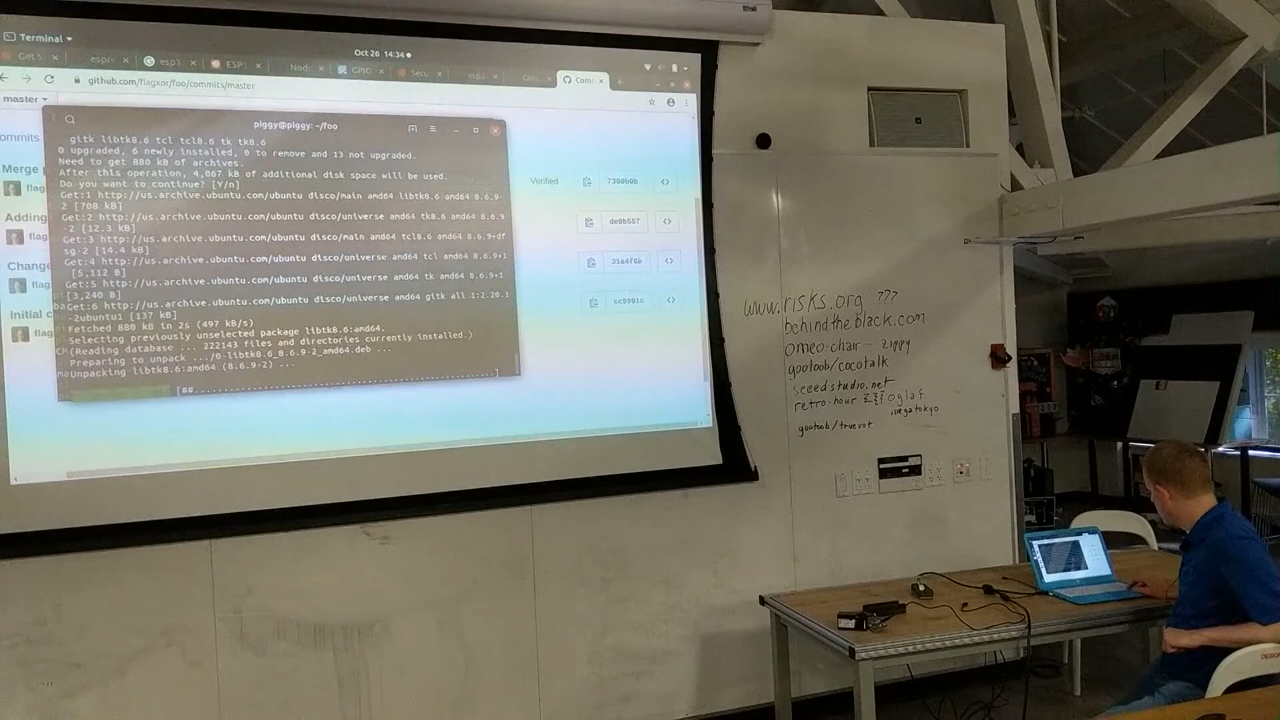 Terminal
Oct 26 14:34
github.com/flagxor/foo/commits/master
master
piggy@piggy: ~/foo
gitk libtk8.6 tcl tcl8.6 tk tk8.6
0 upgraded, 6 newly installed, 0 to remove and 13 not upgraded.
Need to get 880 kB of archives.
After this operation, 4,067 kB of additional disk space will be used.
Do you want to continue? [Y/n]
Get:1 http://us.archive.ubuntu.com/ubuntu disco/main amd64 libtk8.6 amd64 8.6.9-
2 [708 kB]
Get:2 http://us.archive.ubuntu.com/ubuntu disco/universe amd64 tk8.6 amd64 8.6.9
-2 [12.3 kB]
Get:3 http://us.archive.ubuntu.com/ubuntu disco/main amd64 tcl8.6 amd64 8.6.9+df
sg-2 [14.4 kB]
Get:4 http://us.archive.ubuntu.com/ubuntu disco/universe amd64 tcl amd64 8.6.9+1
[5,112 B]
Get:5 http://us.archive.ubuntu.com/ubuntu disco/universe amd64 tk amd64 8.6.9+1
[3,240 B]
Get:6 http://us.archive.ubuntu.com/ubuntu disco/universe amd64 gitk all 1:2.20.1
-2ubuntu1 [137 kB]
Fetched 880 kB in 2s (497 kB/s)
Selecting previously unselected package libtk8.6:amd64.
(Reading database ... 222143 files and directories currently installed.)
Preparing to unpack .../0-libtk8.6_8.6.9-2_amd64.deb ...
Unpacking libtk8.6:amd64 (8.6.9-2) ...
ommits
Merge
flag
Adding
flag
Change
Initial c
flag
Verified
7380b0b
de9b557
31a4f6b
cc9901c
www.risks.org ???
behindtheblack.com
omeo-chair - ziggy
gootoob/cocotalk
seeedstudio.net
retro-hour oglaf
megatokyo
gootoob/truevot